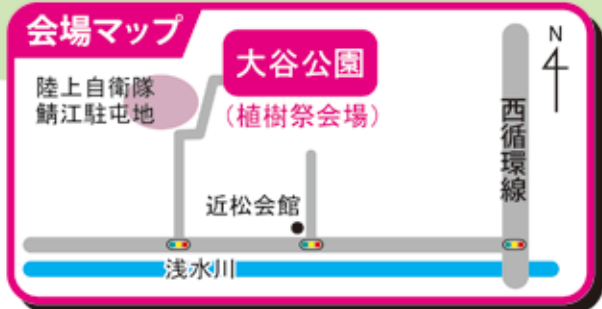 会場マップ
N
大谷公園
(植樹祭会場)
陸上自衛隊
鯖江駐屯地
西循環線
近松会館
浅水川